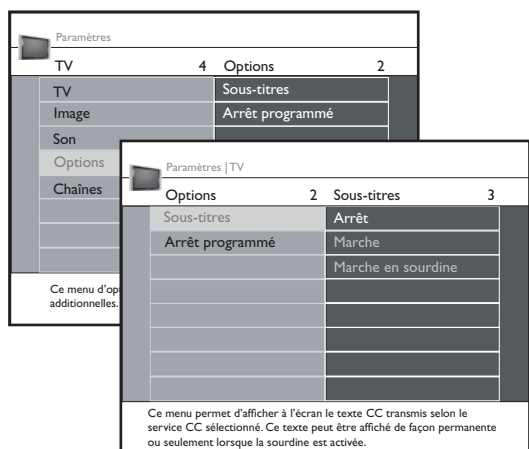 Paramètres
TV 4 Options 2
TV Sous-titres
Image Arrêt programmé
Son
Options
Chaînes
Ce menu d'op
additionnelles.
Paramètres | TV
Options 2 Sous-titres 3
Sous-titres Arrêt
Arrêt programmé Marche
Marche en sourdine
Ce menu permet d'afficher à l'écran le texte CC transmis selon le
service CC sélectionné. Ce texte peut être affiché de façon permanente
ou seulement lorsque la sourdine est activée.